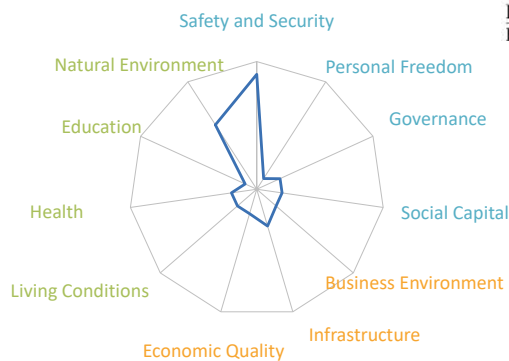 Safety and Security
Natural Environment
Personal Freedom
Education
Governance
Health
Social Capital
Living Conditions
Business Environment
Infrastructure
Economic Quality